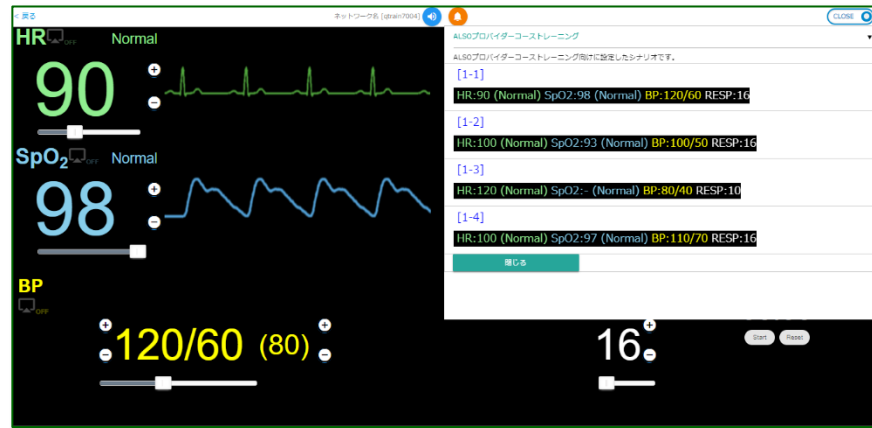 < 戻る
ネットワーク名 [qtrain7004]
CLOSE
HR OFF Normal
90
SpO2 OFF Normal
98
BP
OFF
120/60 (80)
16
Start Reset
ALSOプロバイダーコーストレーニング
ALSOプロバイダーコーストレーニング向けに設定したシナリオです。
[1-1]
HR:90 (Normal) SpO2:98 (Normal) BP:120/60 RESP:16
[1-2]
HR:100 (Normal) SpO2:93 (Normal) BP:100/50 RESP:16
[1-3]
HR:120 (Normal) SpO2:- (Normal) BP:80/40 RESP:10
[1-4]
HR:100 (Normal) SpO2:97 (Normal) BP:110/70 RESP:16
閉じる